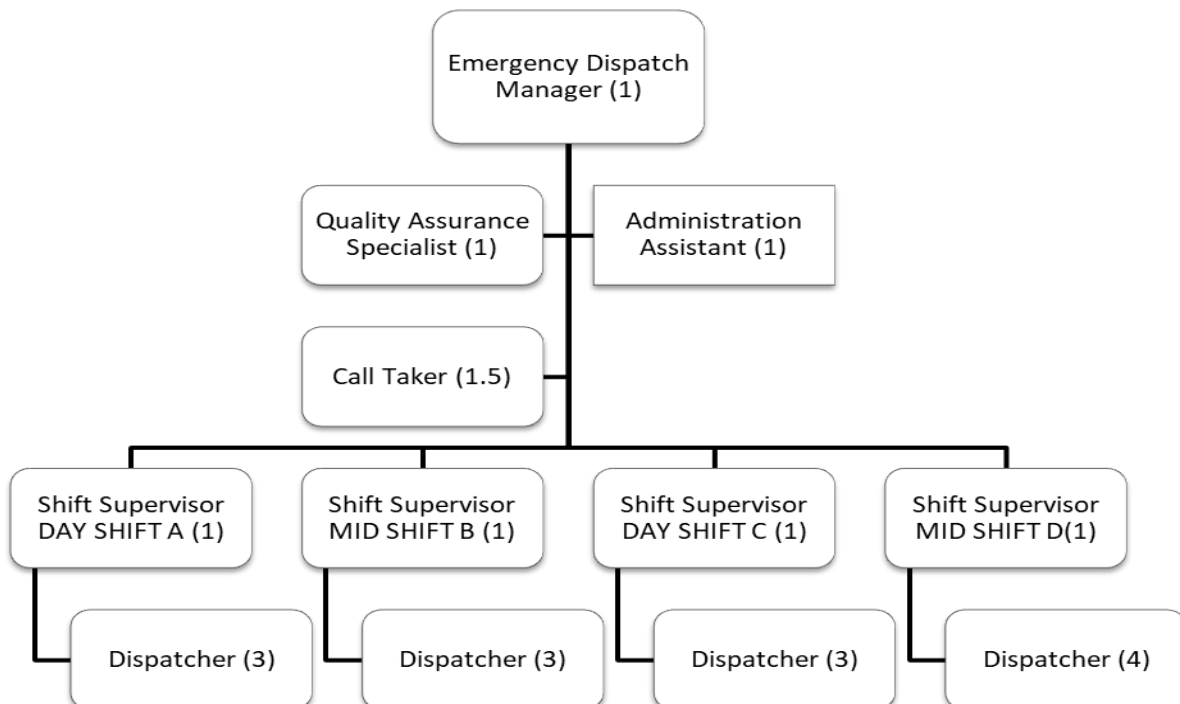 Emergency Dispatch
Manager (1)
Quality Assurance
Specialist (1)
Administration
Assistant (1)
Call Taker (1.5)
Shift Supervisor
DAY SHIFT A (1)
Shift Supervisor
MID SHIFT B (1)
Shift Supervisor
DAY SHIFT C (1)
Shift Supervisor
MID SHIFT D(1)
Dispatcher (3)
Dispatcher (3)
Dispatcher (3)
Dispatcher (4)